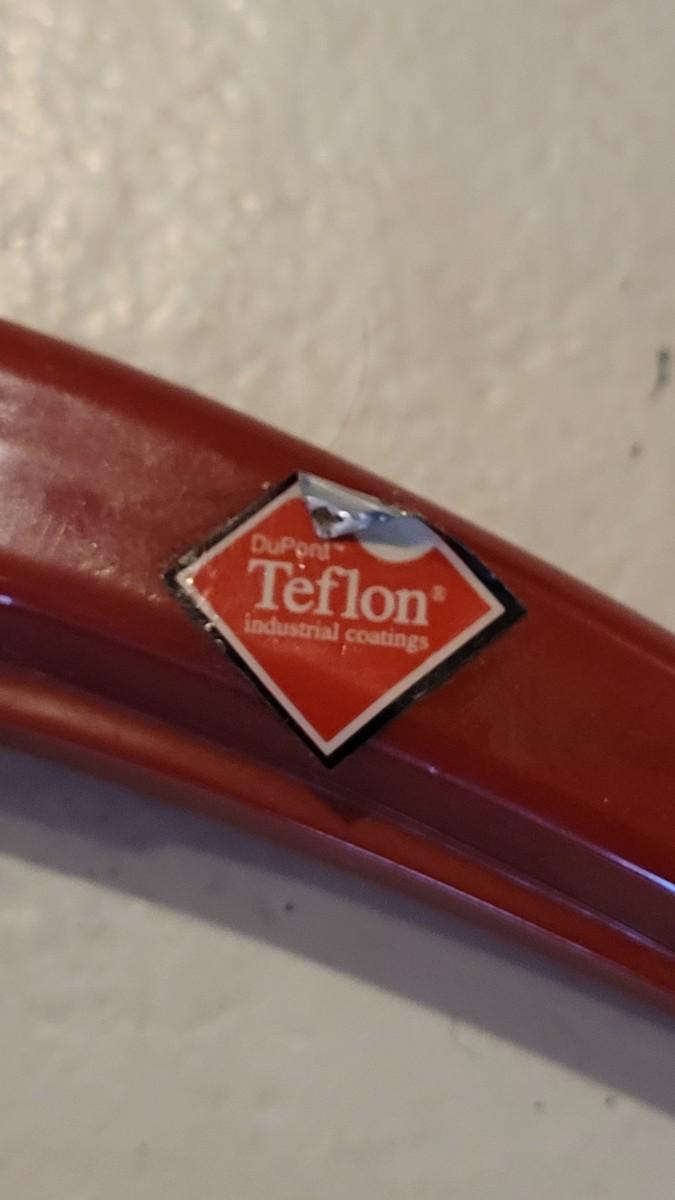 DuPont™
Teflon®
industrial coatings